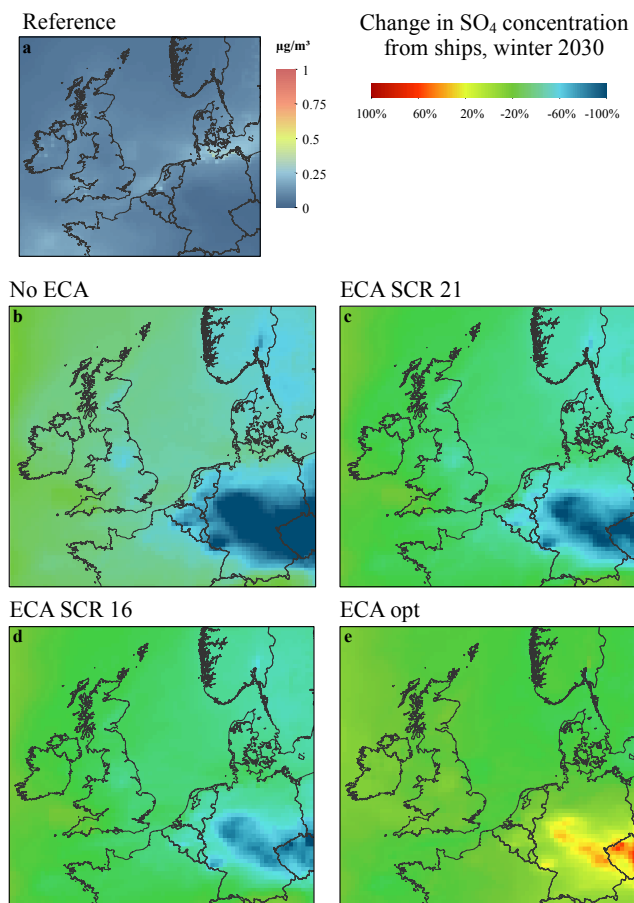 Reference
a
µg/m³
1
0.75
0.5
0.25
0
Change in SO₄ concentration
from ships, winter 2030
100% 60% 20% -20% -60% -100%
No ECA
b
ECA SCR 21
c
ECA SCR 16
d
ECA opt
e